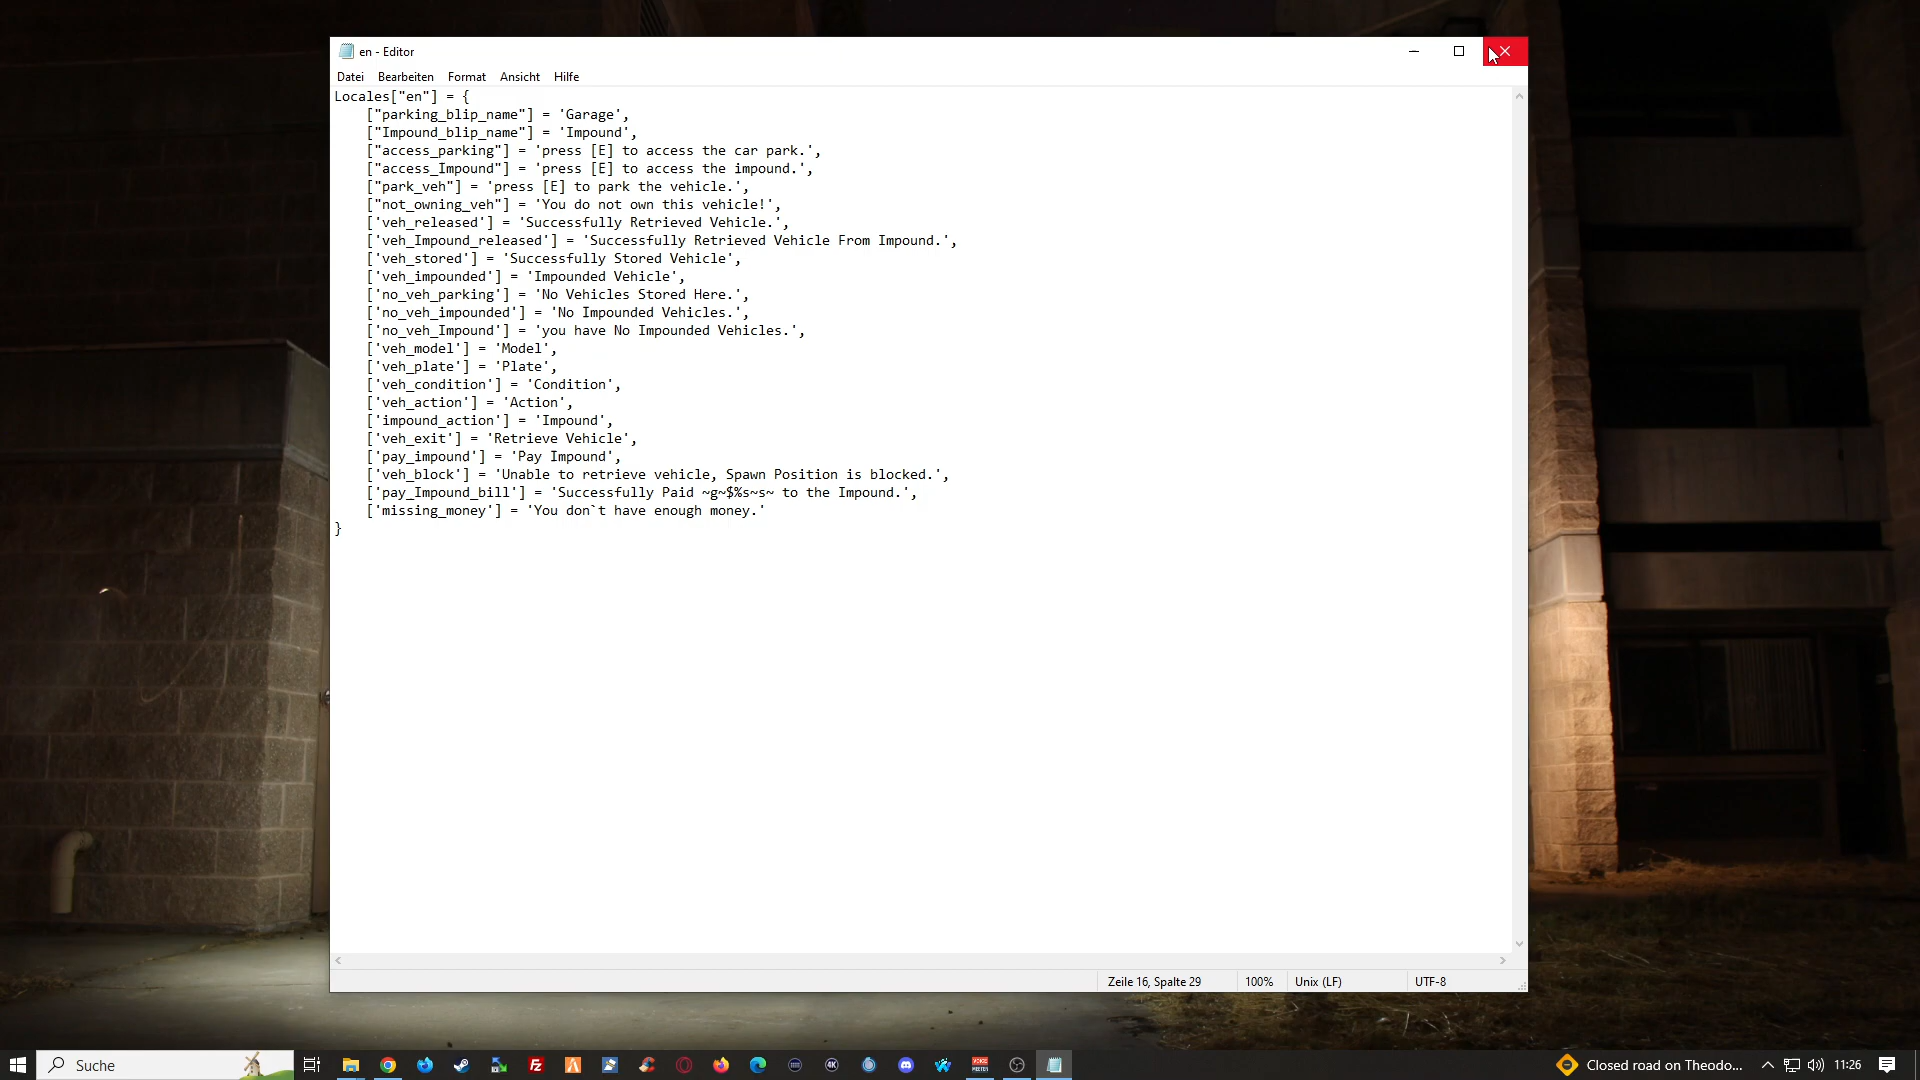 en - Editor
Datei Bearbeiten Format Ansicht Hilfe
Locales["en"] = {
["parking_blip_name"] = 'Garage',
["Impound_blip_name"] = 'Impound',
["access_parking"] = 'press [E] to access the car park.',
["access_Impound"] = 'press [E] to access the impound.',
["park_veh"] = 'press [E] to park the vehicle.',
["not_owning_veh"] = 'You do not own this vehicle!',
['veh_released'] = 'Successfully Retrieved Vehicle.',
['veh_Impound_released'] = 'Successfully Retrieved Vehicle From Impound.',
['veh_stored'] = 'Successfully Stored Vehicle',
['veh_impounded'] = 'Impounded Vehicle',
['no_veh_parking'] = 'No Vehicles Stored Here.',
['no_veh_impounded'] = 'No Impounded Vehicles.',
['no_veh_Impound'] = 'you have No Impounded Vehicles.',
['veh_model'] = 'Model',
['veh_plate'] = 'Plate',
['veh_condition'] = 'Condition',
['veh_action'] = 'Action',
['impound_action'] = 'Impound',
['veh_exit'] = 'Retrieve Vehicle',
['pay_impound'] = 'Pay Impound',
['veh_block'] = 'Unable to retrieve vehicle, Spawn Position is blocked.',
['pay_Impound_bill'] = 'Successfully Paid ~g~$%s~s~ to the Impound.',
['missing_money'] = 'You don`t have enough money.'
}
Zeile 16, Spalte 29 100% Unix (LF) UTF-8
Suche 4K Closed road on Theodo... 11:26